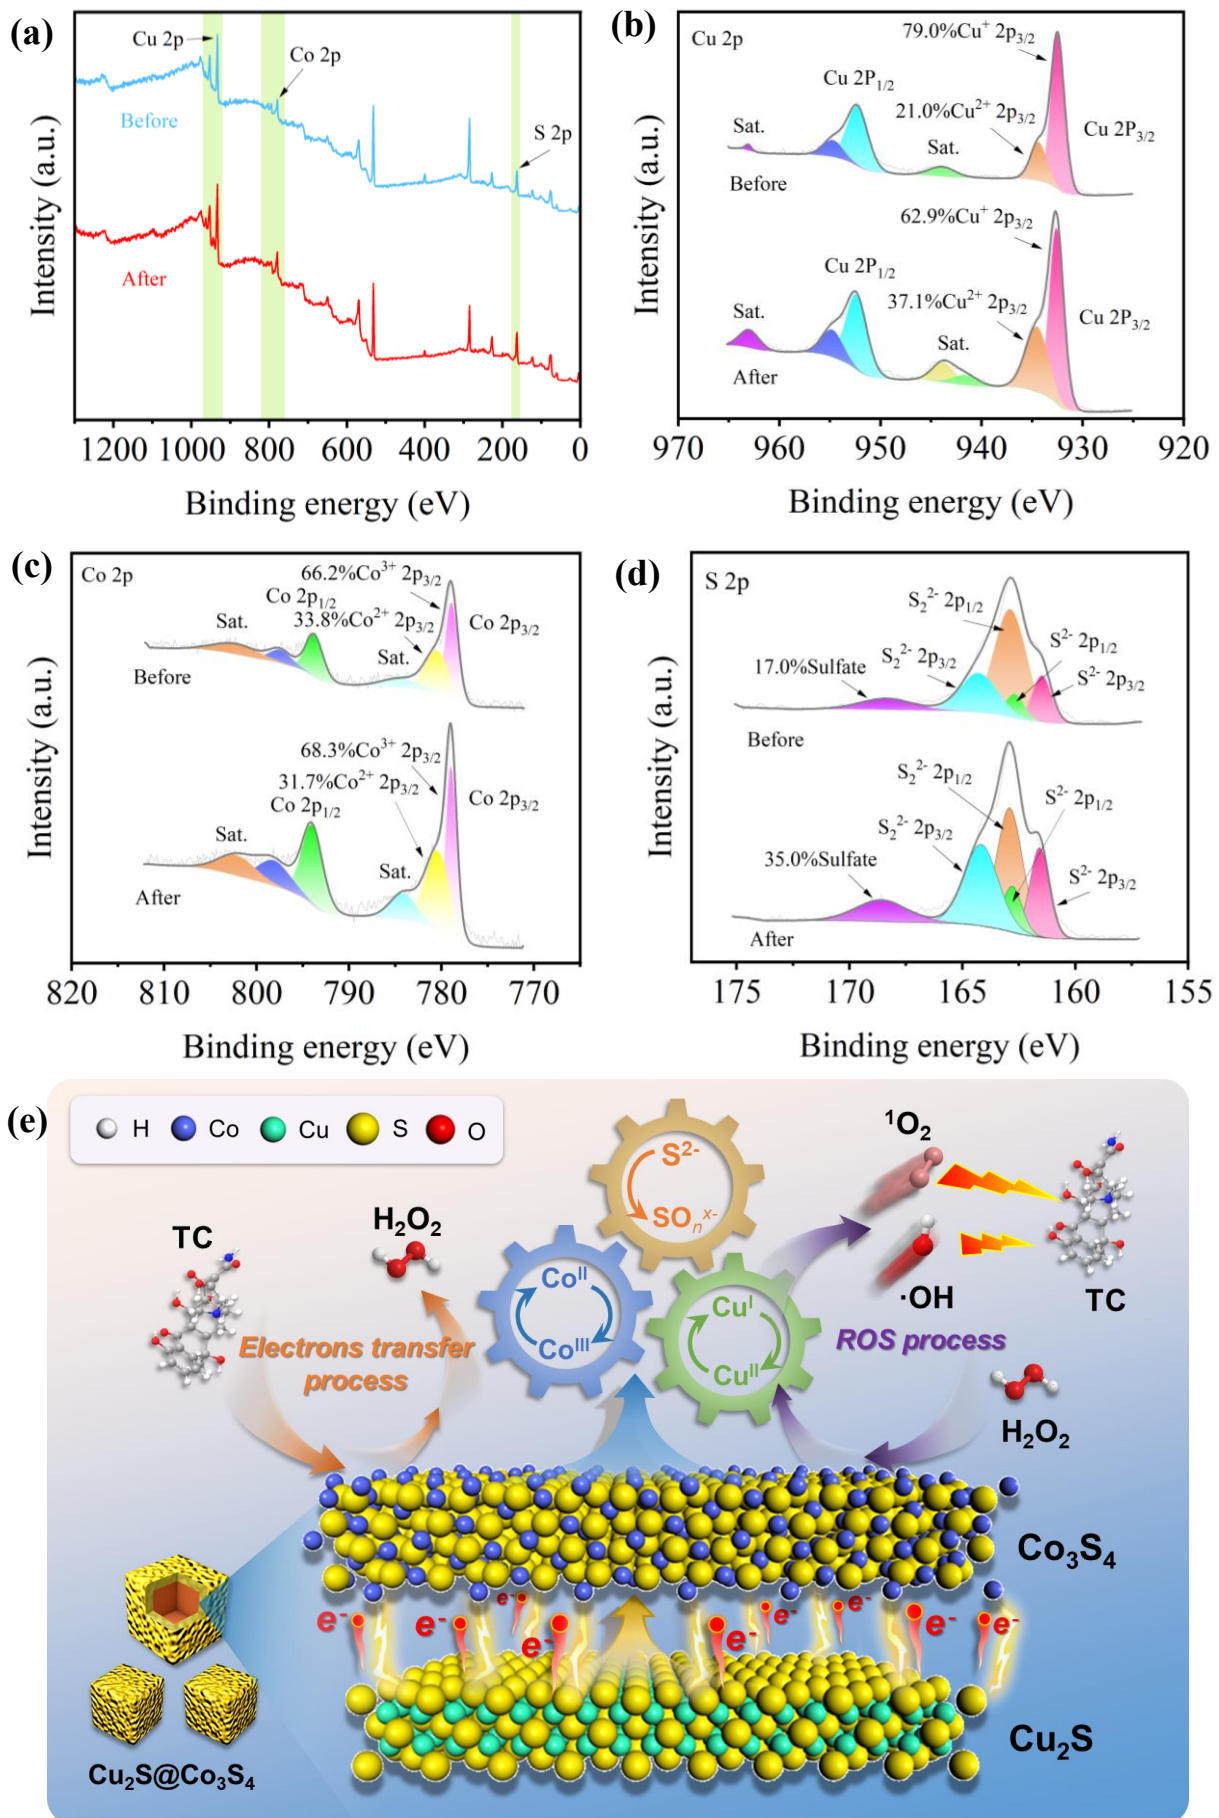 (a)
Cu 2p
Co 2p
S 2p
Before
After
Intensity (a.u.)
1200 1000 800 600 400 200 0
Binding energy (eV)
(b)
Cu 2p
79.0%Cu⁺ 2p₃/₂
Cu 2P₁/₂
21.0%Cu²⁺ 2p₃/₂
Sat.
Sat.
Cu 2P₃/₂
Before
62.9%Cu⁺ 2p₃/₂
Cu 2P₁/₂
37.1%Cu²⁺ 2p₃/₂
Sat.
Sat.
Cu 2P₃/₂
After
Intensity (a.u.)
970 960 950 940 930 920
Binding energy (eV)
(c)
Co 2p
66.2%Co³⁺ 2p₃/₂
Co 2p₁/₂
33.8%Co²⁺ 2p₃/₂
Sat.
Sat.
Co 2p₃/₂
Before
68.3%Co³⁺ 2p₃/₂
31.7%Co²⁺ 2p₃/₂
Co 2p₁/₂
Co 2p₃/₂
Sat.
Sat.
After
Intensity (a.u.)
820 810 800 790 780 770
Binding energy (eV)
(d)
S 2p
S₂²⁻ 2p₁/₂
S²⁻ 2p₁/₂
S₂²⁻ 2p₃/₂
17.0%Sulfate
S²⁻ 2p₃/₂
Before
S₂²⁻ 2p₁/₂
S²⁻ 2p₁/₂
S₂²⁻ 2p₃/₂
35.0%Sulfate
S²⁻ 2p₃/₂
After
Intensity (a.u.)
175 170 165 160 155
Binding energy (eV)
(e)
H Co Cu S O
S²⁻
SOₙˣ⁻
¹O₂
TC
H₂O₂
Coᴵᴵ
Coᴵᴵᴵ
Cuᴵ
Cuᴵᴵ
·OH
TC
Electrons transfer
process
ROS process
H₂O₂
Co₃S₄
e⁻ e⁻ e⁻ e⁻ e⁻ e⁻ e⁻ e⁻ e⁻
Cu₂S
Cu₂S@Co₃S₄